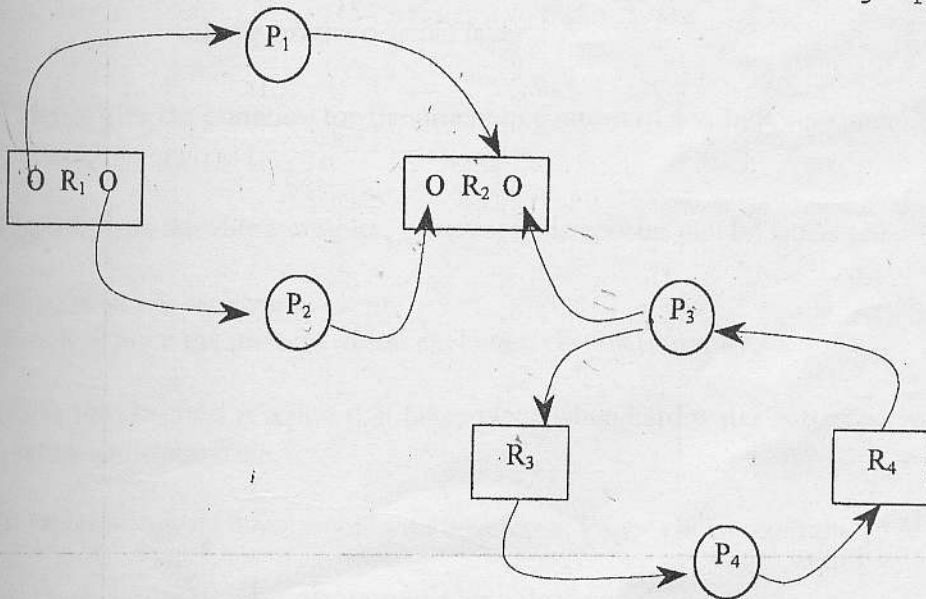 P₁
O R₁ O
O R₂ O
P₂
P₃
R₃
R₄
P₄